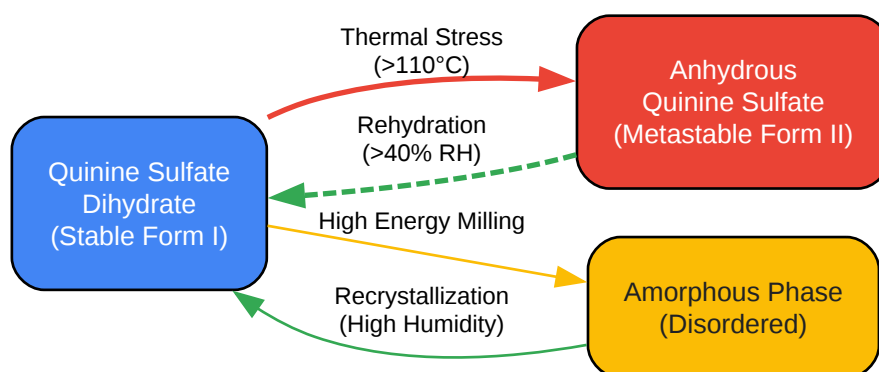 Thermal Stress
(>110°C)
Anhydrous
Quinine Sulfate
(Metastable Form II)
Rehydration
(>40% RH)
Quinine Sulfate
Dihydrate
(Stable Form I)
High Energy Milling
Recrystallization
(High Humidity)
Amorphous Phase
(Disordered)